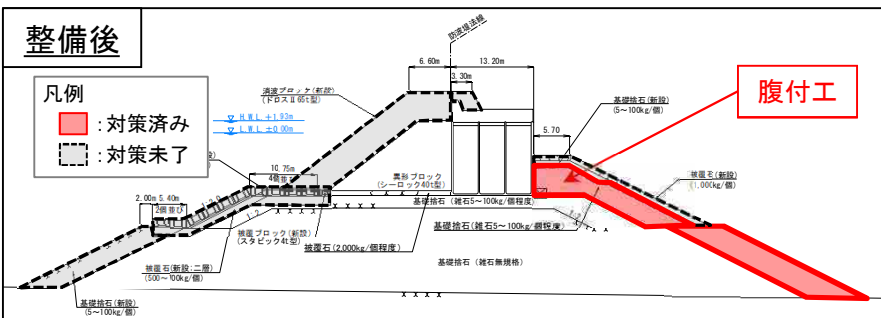 整備後
凡例
:対策済み
:対策未了
防波堤法線
6.60m
13.20m
3.30m
消波ブロック(新設)
(ドロスⅡ65t型)
H.W.L.+1.93m
L.W.L.±0.00m
腹付工
基礎捨石(新設)
(5~100kg/個)
5.70
10.75m
4個並び
異形ブロック
(シーロック40t型)
2.00m
5.40m
2個並び
1:2
基礎捨石(雑石5~100kg/個程度)
被覆石(新設)
(1,000kg/個)
被覆ブロック(新設)
(スタビック4t型)
被覆石(2,000kg/個程度)
基礎捨石(雑石5~100kg/個程度)
被覆石(新設:二層)
(500~700kg/個)
基礎捨石(雑石無規格)
基礎捨石(新設)
(5~100kg/個)